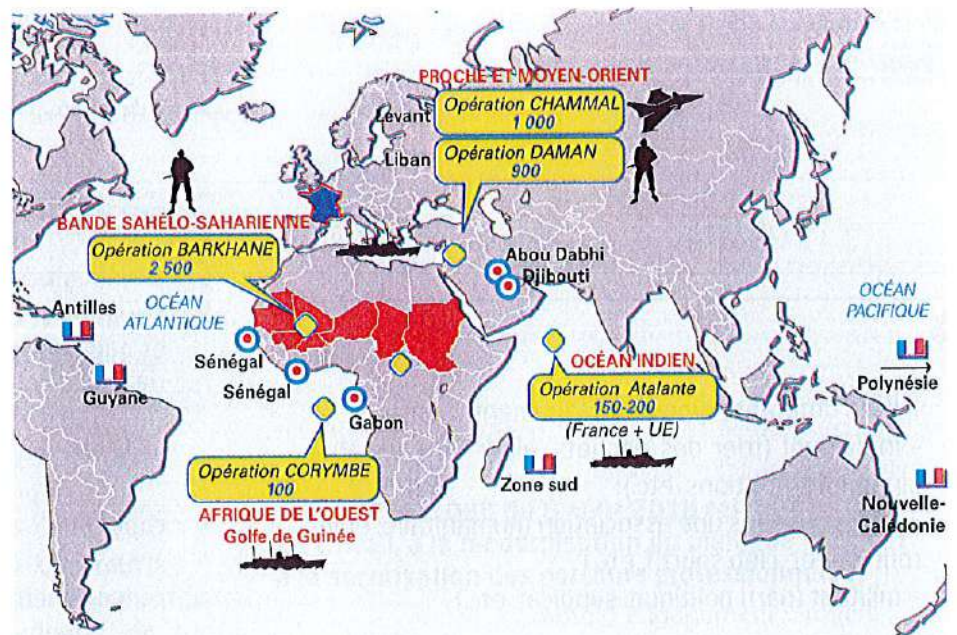 PROCHE ET MOYEN-ORIENT
Opération CHAMMAL
1 000
Levant
Opération DAMAN
900
Liban
BANDE SAHÉLO-SAHARIENNE
Opération BARKHANE
2 500
Abou Dabhi
Djibouti
Antilles
OCÉAN
ATLANTIQUE
OCÉAN
PACIFIQUE
Sénégal
Sénégal
Guyane
Gabon
OCÉAN INDIEN
Opération Atalante
150-200
(France + UE)
Polynésie
Opération CORYMBE
100
AFRIQUE DE L'OUEST
Golfe de Guinée
Zone sud
Nouvelle-
Calédonie